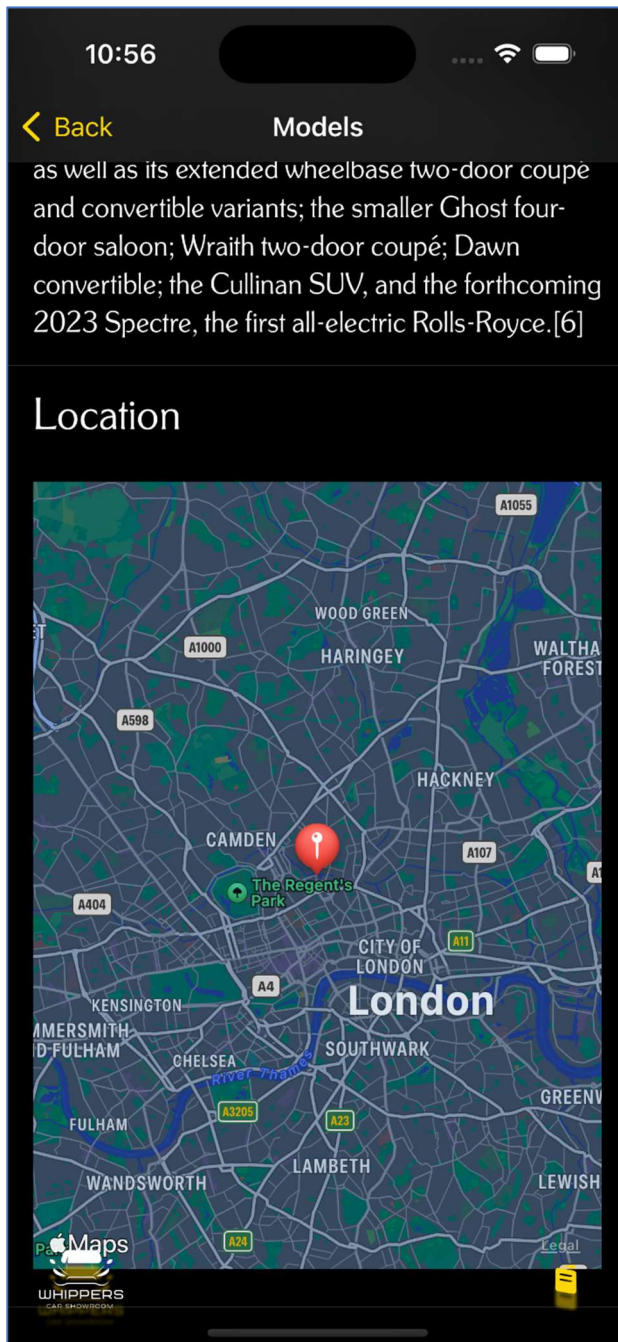 10:56
Back
Models
as well as its extended wheelbase two-door coupé
and convertible variants; the smaller Ghost four-
door saloon; Wraith two-door coupé; Dawn
convertible; the Cullinan SUV, and the forthcoming
2023 Spectre, the first all-electric Rolls-Royce.[6]
Location
A1055
WOOD GREEN
ET
A1000
HARINGEY
WALTHA
FOREST
A598
HACKNEY
CAMDEN
A107
The Regent's
Park
A1
A404
CITY OF
LONDON
A11
A4
London
KENSINGTON
MMERSMITH
D FULHAM
CHELSEA
SOUTHWARK
River Thames
GREENW
A3205
A23
FULHAM
LAMBETH
WANDSWORTH
LEWISH
A24
Maps
Legal
WHIPPERS
CAR SHOWROOM